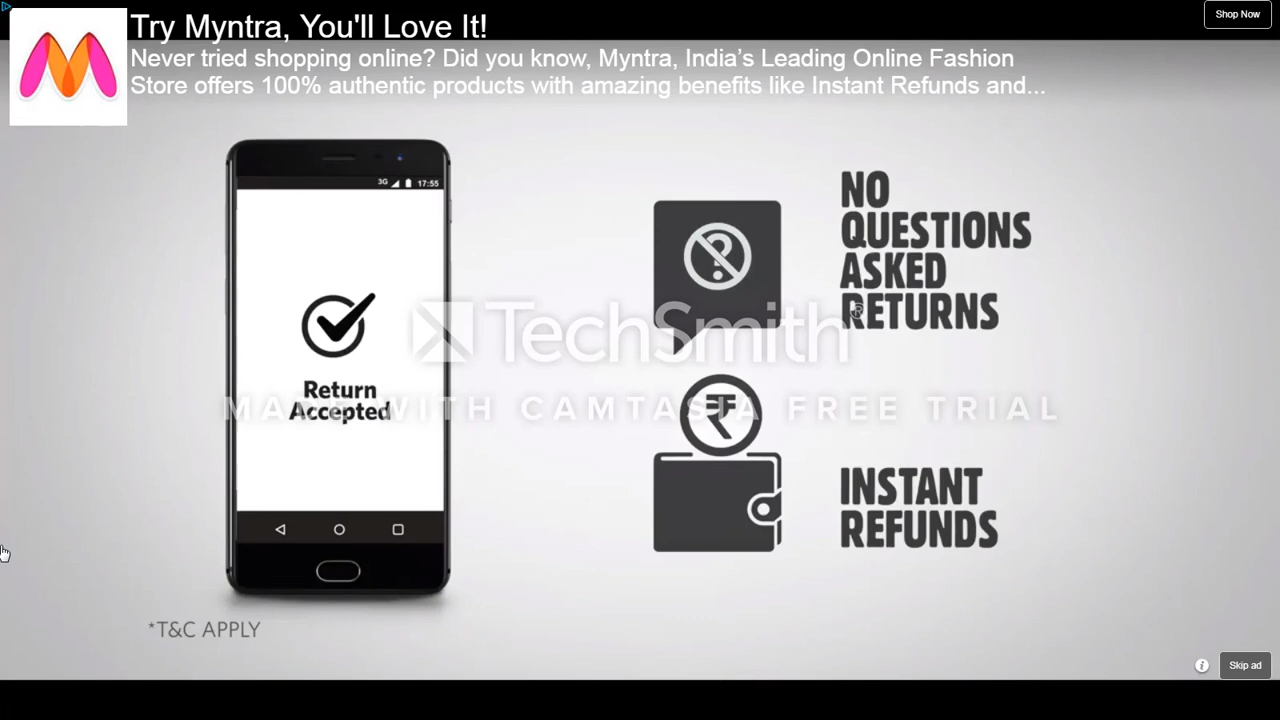 Try Myntra, You'll Love It!
Shop Now
Never tried shopping online? Did you know, Myntra, India’s Leading Online Fashion
Store offers 100% authentic products with amazing benefits like Instant Refunds and...
3G 17:55
Return
Accepted
NO
QUESTIONS
ASKED
RETURNS
INSTANT
REFUNDS
TechSmith®
MADE WITH CAMTASIA FREE TRIAL
*T&C APPLY
Skip ad